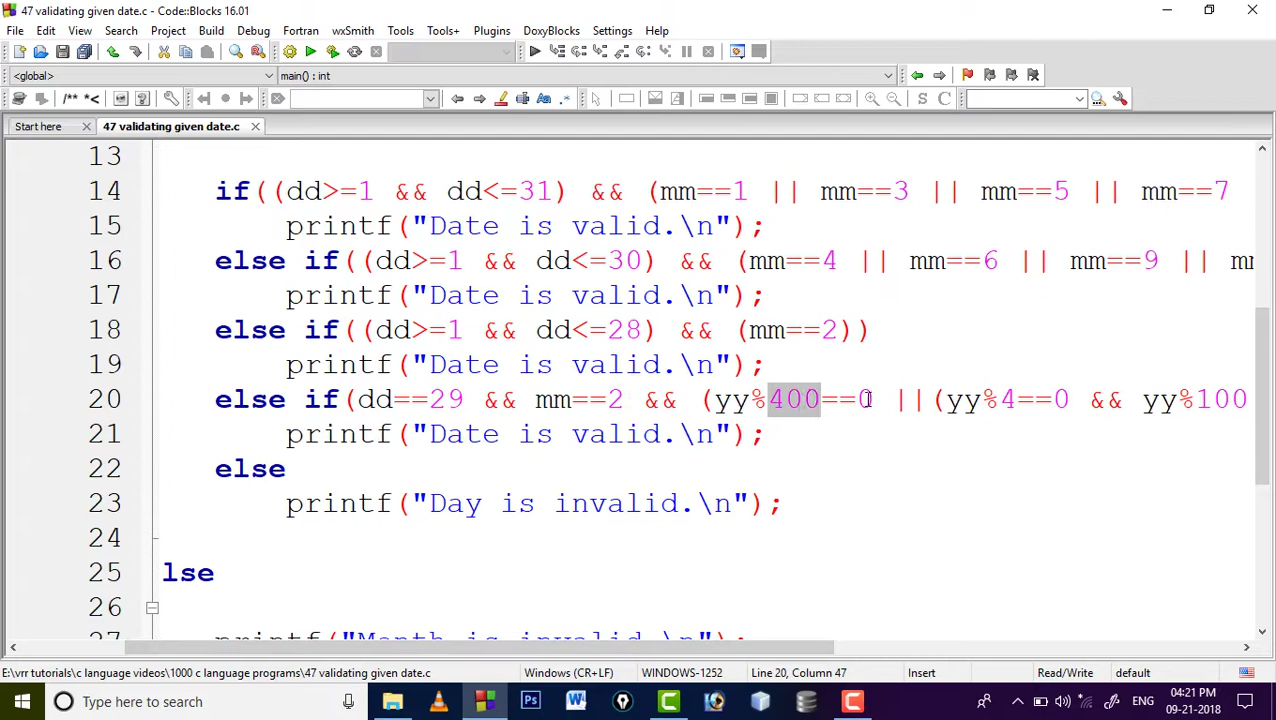 47 validating given date.c - Code::Blocks 16.01
File Edit View Search Project Build Debug Fortran wxSmith Tools Tools+ Plugins DoxyBlocks Settings Help
<global> main() : int
/** *< Aa .* S C
Start here 47 validating given date.c
13
14 if((dd>=1 && dd<=31) && (mm==1 || mm==3 || mm==5 || mm==7
15 printf("Date is valid.\n");
16 else if((dd>=1 && dd<=30) && (mm==4 || mm==6 || mm==9 || mm
17 printf("Date is valid.\n");
18 else if((dd>=1 && dd<=28) && (mm==2))
19 printf("Date is valid.\n");
20 else if(dd==29 && mm==2 && (yy%400==0 ||(yy%4==0 && yy%100
21 printf("Date is valid.\n");
22 else
23 printf("Day is invalid.\n");
24
25 lse
26
27 printf("Month is invalid.\n");
E:\vrr tutorials\c language videos\1000 c language programs\47 validating given date.c Windows (CR+LF) WINDOWS-1252 Line 20, Column 47 Insert Read/Write default
Type here to search Ps W ENG 04:21 PM
09-21-2018